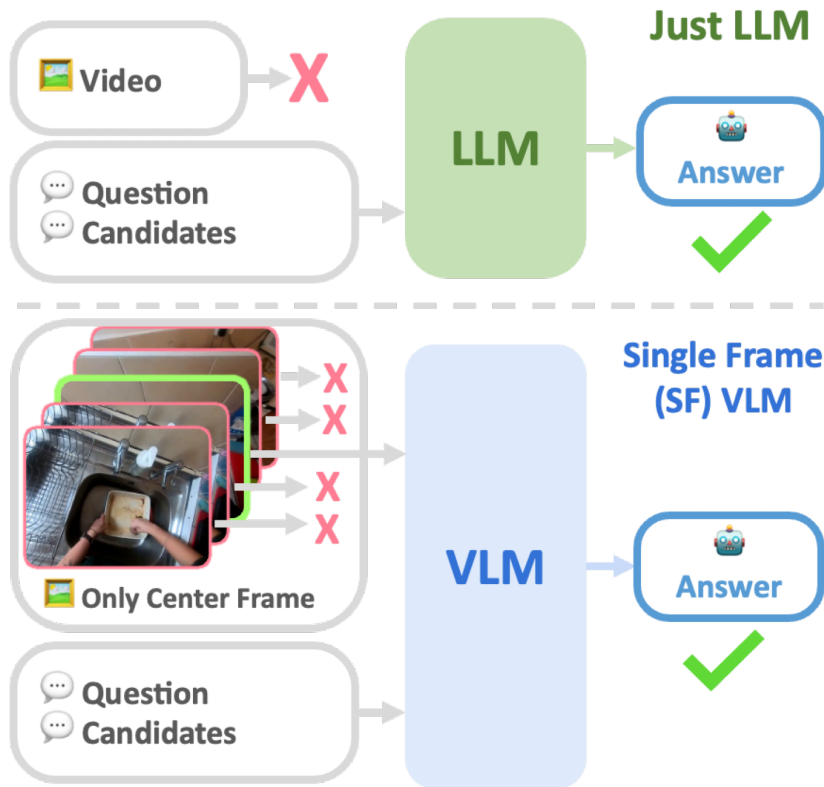 Just LLM
Video
X
LLM
Answer
Question
Candidates
Single Frame
(SF) VLM
X
X
X
X
VLM
Answer
Only Center Frame
Question
Candidates